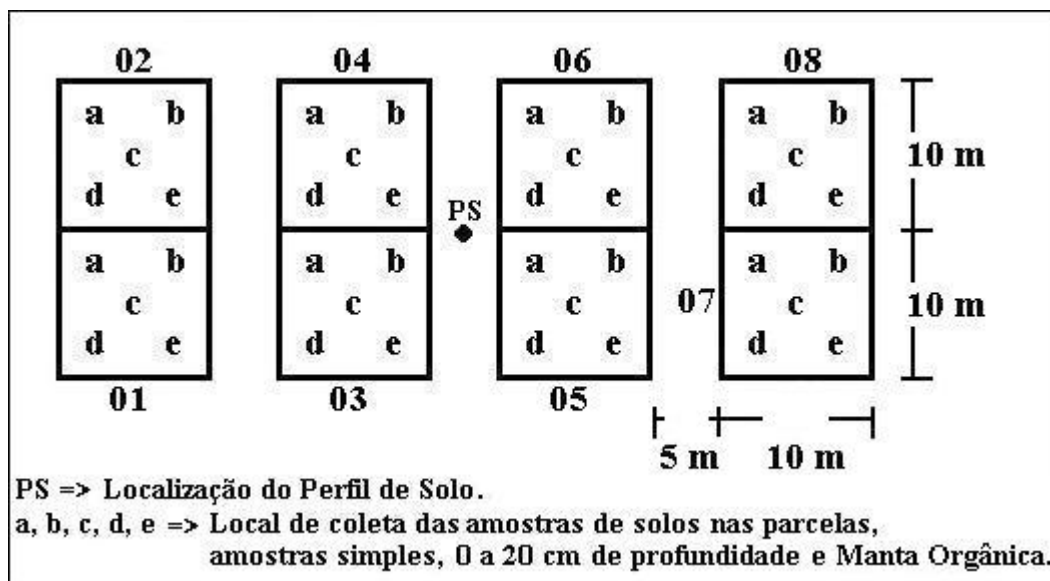 02 04 06 08
a b a b a b a b
c c c c 10 m
d e d e d e d e
PS
a b a b a b a b
c c c 07 c 10 m
d e d e d e d e
01 03 05
5 m 10 m
PS => Localização do Perfil de Solo.
a, b, c, d, e => Local de coleta das amostras de solos nas parcelas,
amostras simples, 0 a 20 cm de profundidade e Manta Orgânica.